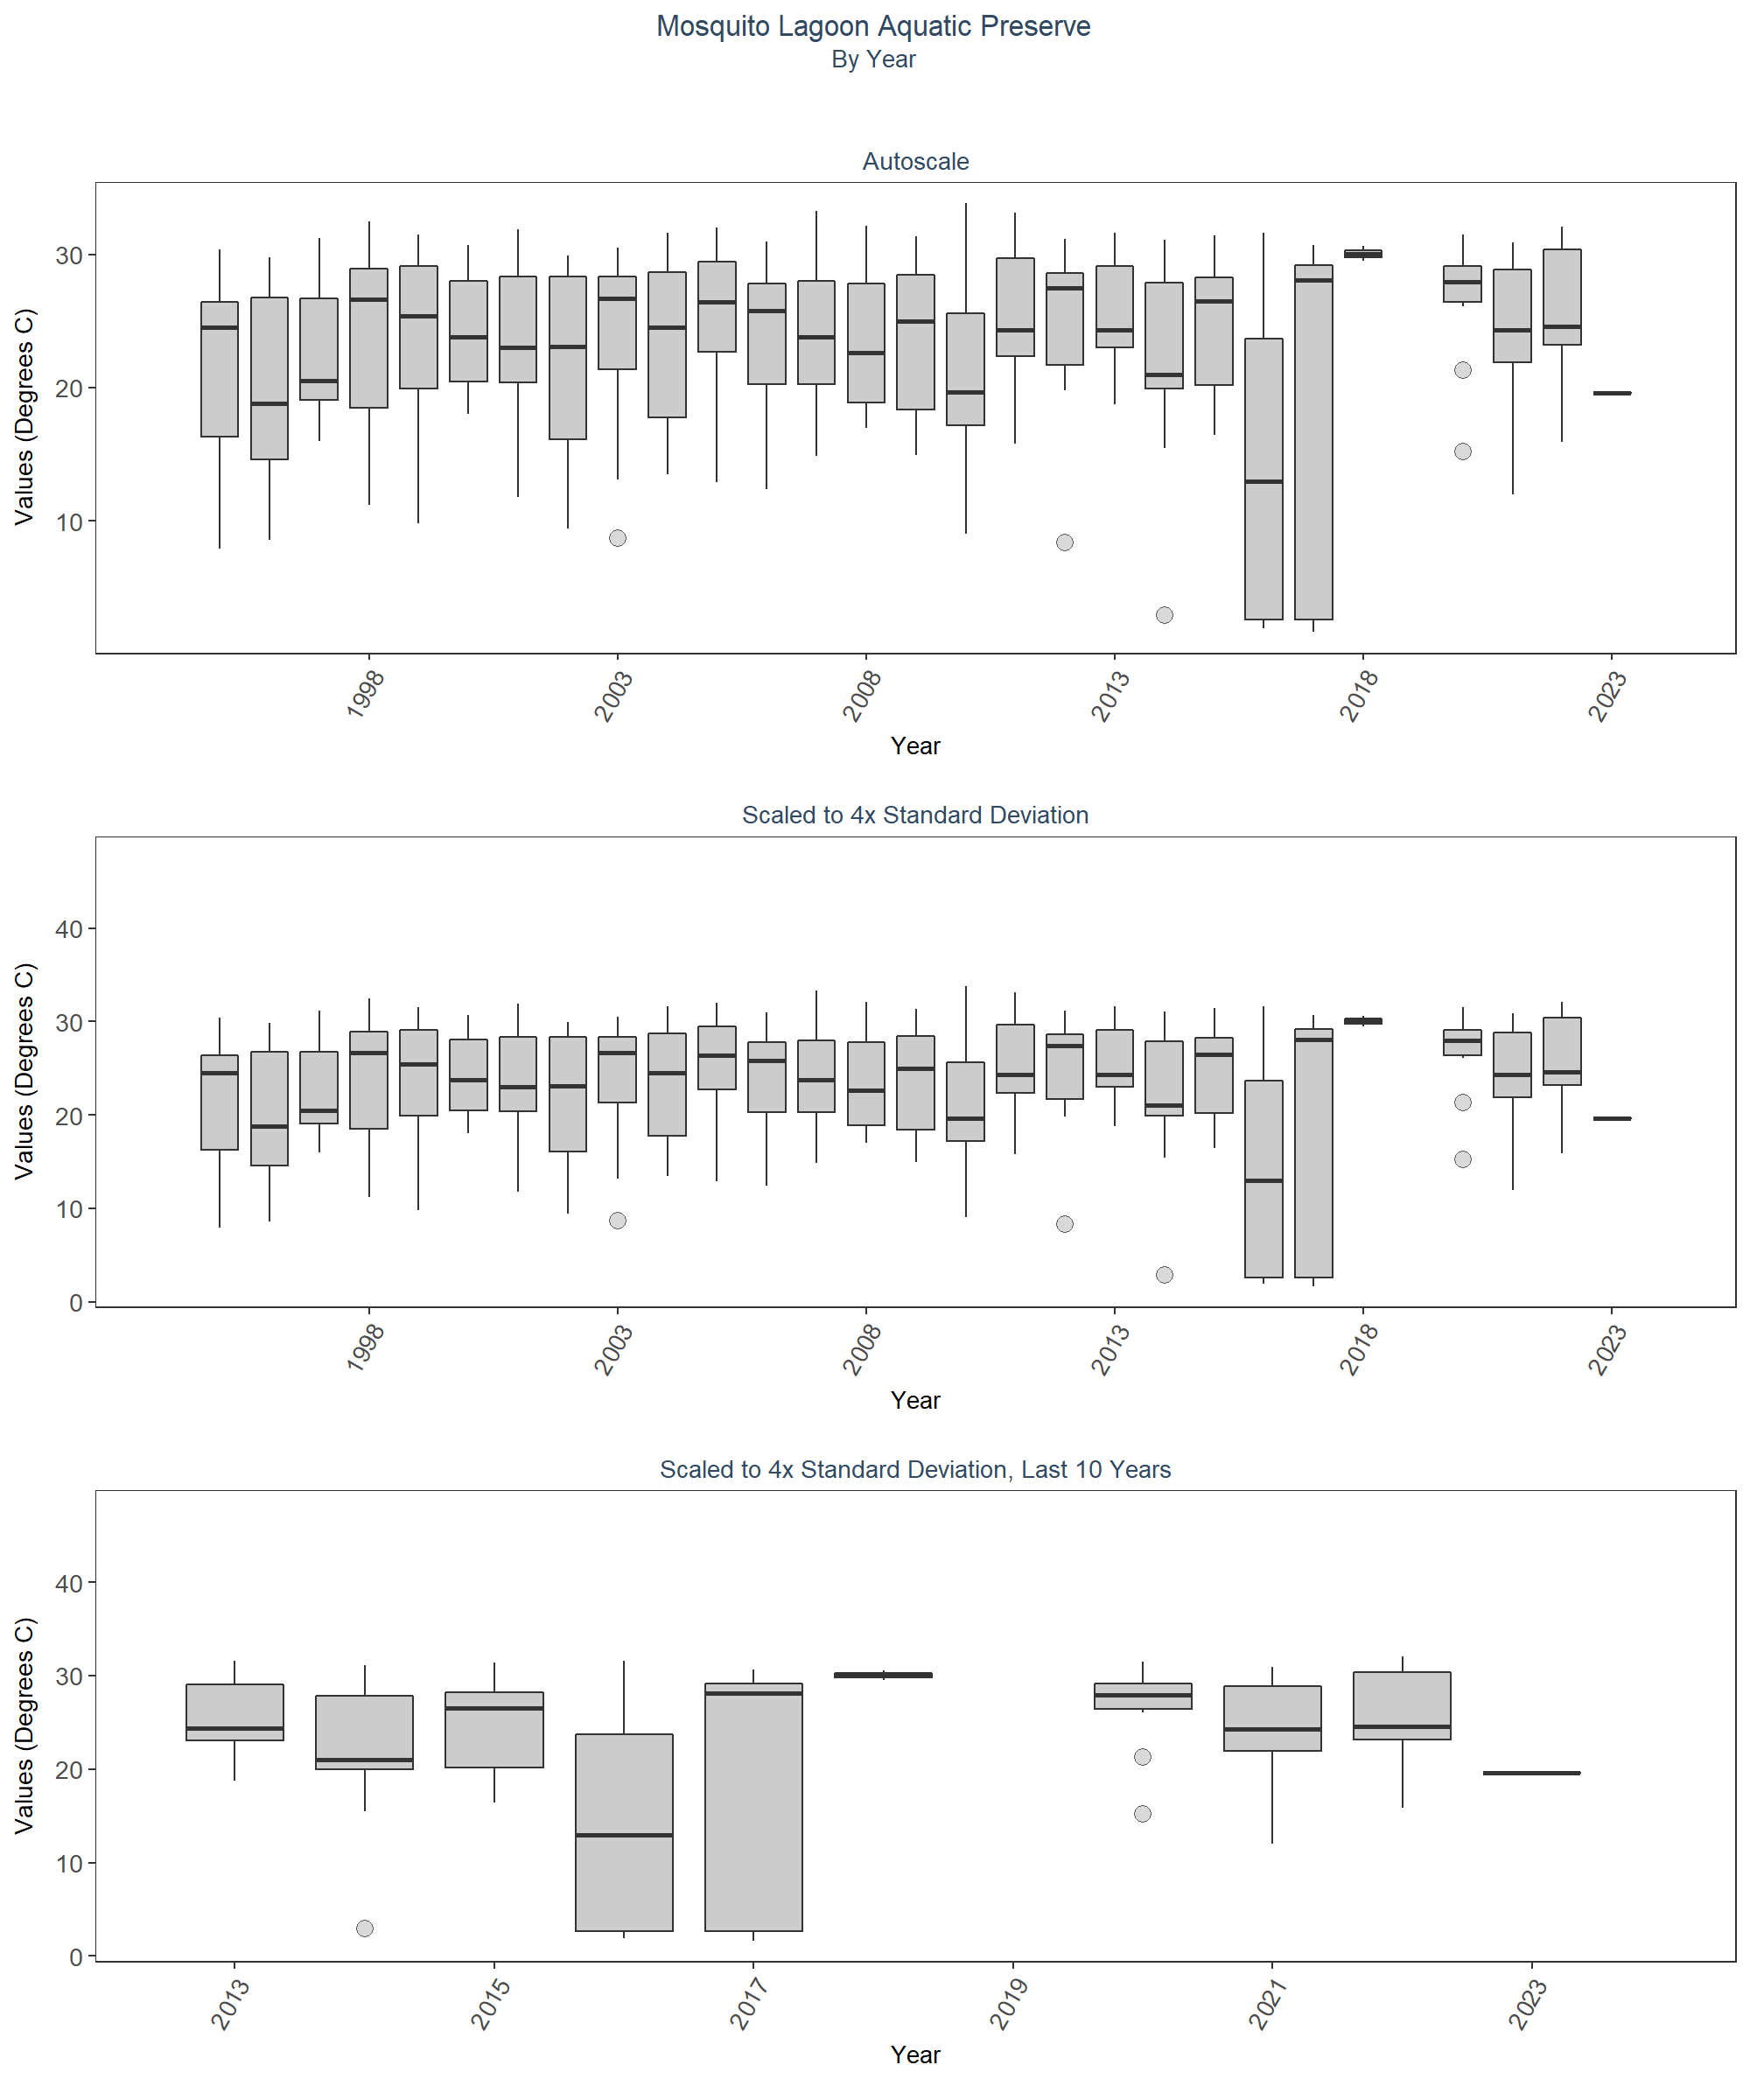 Mosquito Lagoon Aquatic Preserve
By Year
Autoscale
Values (Degrees C)
30
20
10
1998
2003
2008
2013
2018
2023
Year
Scaled to 4x Standard Deviation
Values (Degrees C)
40
30
20
10
0
1998
2003
2008
2013
2018
2023
Year
Scaled to 4x Standard Deviation, Last 10 Years
Values (Degrees C)
40
30
20
10
0
2013
2015
2017
2019
2021
2023
Year